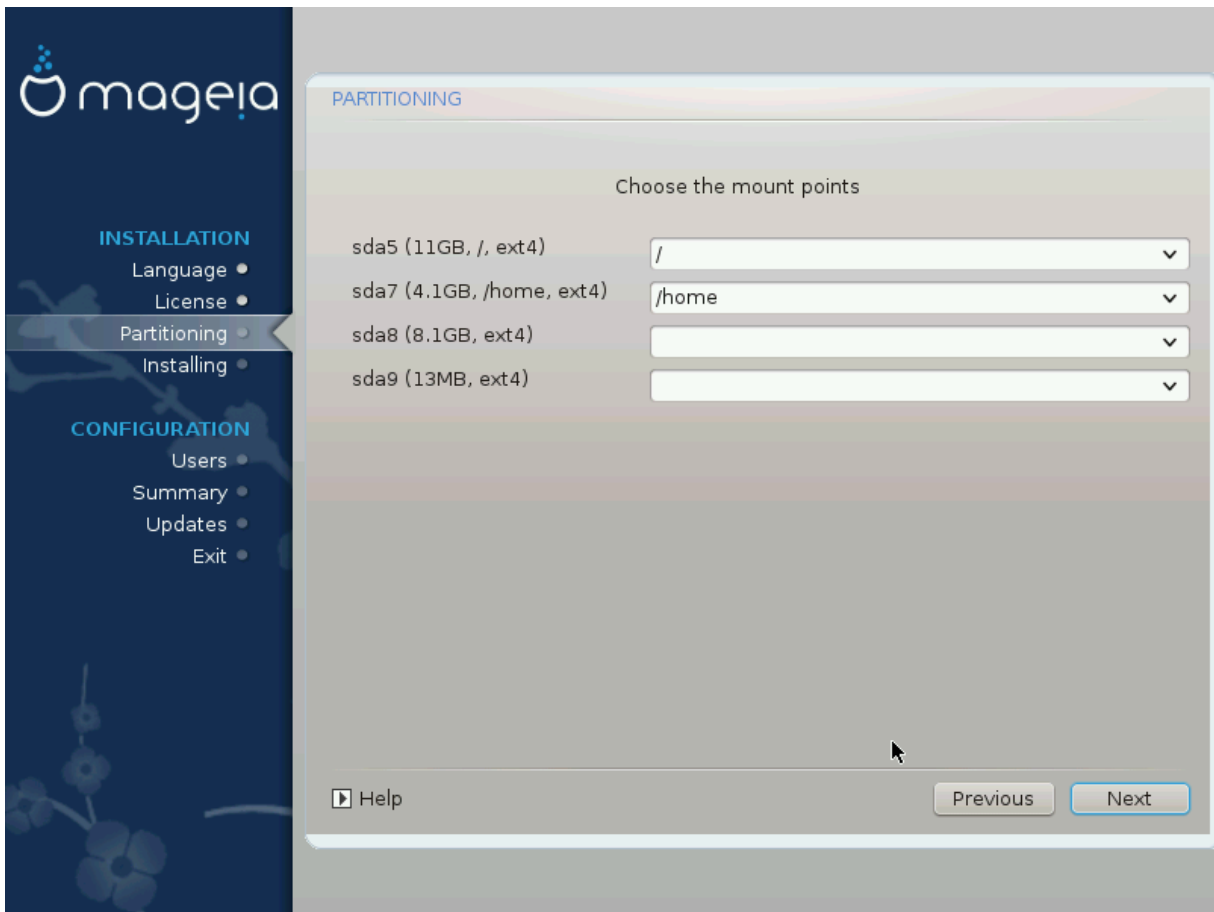 mageia
INSTALLATION
Language
License
Partitioning
Installing
CONFIGURATION
Users
Summary
Updates
Exit
PARTITIONING
Choose the mount points
sda5 (11GB, /, ext4) /
sda7 (4.1GB, /home, ext4) /home
sda8 (8.1GB, ext4)
sda9 (13MB, ext4)
Help Previous Next